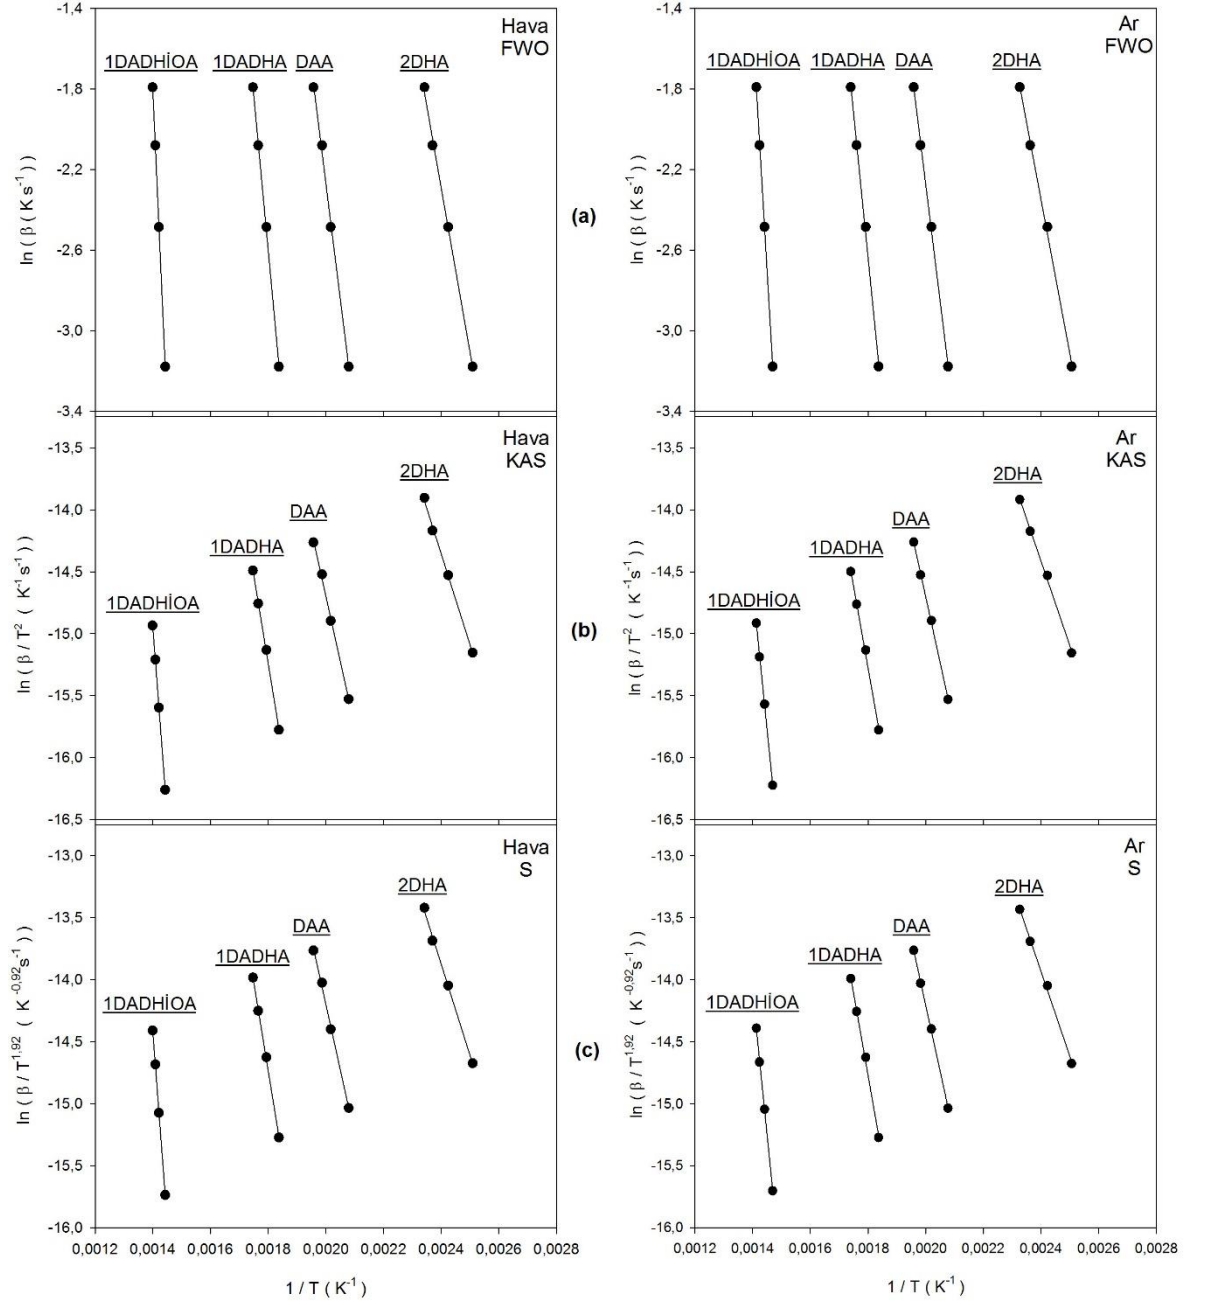 Hava
FWO
1DADHİOA 1DADHA DAA 2DHA
-1,4
-1,8
-2,2
-2,6
-3,0
-3,4
ln ( β ( K s⁻¹ ) )
Ar
FWO
1DADHİOA 1DADHA DAA 2DHA
-1,4
-1,8
-2,2
-2,6
-3,0
-3,4
ln ( β ( K s⁻¹ ) )
(a)
Hava
KAS
2DHA
DAA
1DADHA
1DADHİOA
-13,5
-14,0
-14,5
-15,0
-15,5
-16,0
-16,5
ln ( β / T² ( K⁻¹ s⁻¹ ) )
Ar
KAS
2DHA
DAA
1DADHA
1DADHİOA
-13,5
-14,0
-14,5
-15,0
-15,5
-16,0
-16,5
ln ( β / T² ( K⁻¹s⁻¹ ) )
(b)
Hava
S
2DHA
DAA
1DADHA
1DADHİOA
-13,0
-13,5
-14,0
-14,5
-15,0
-15,5
-16,0
ln ( β / T^1,92 ( K^-0,92 s⁻¹ ) )
0,0012 0,0014 0,0016 0,0018 0,0020 0,0022 0,0024 0,0026 0,0028
1 / T ( K⁻¹ )
Ar
S
2DHA
DAA
1DADHA
1DADHİOA
-13,0
-13,5
-14,0
-14,5
-15,0
-15,5
-16,0
ln ( β / T^1,92 ( K^-0,92 s⁻¹ ) )
0,0012 0,0014 0,0016 0,0018 0,0020 0,0022 0,0024 0,0026 0,0028
1 / T ( K⁻¹ )
(c)